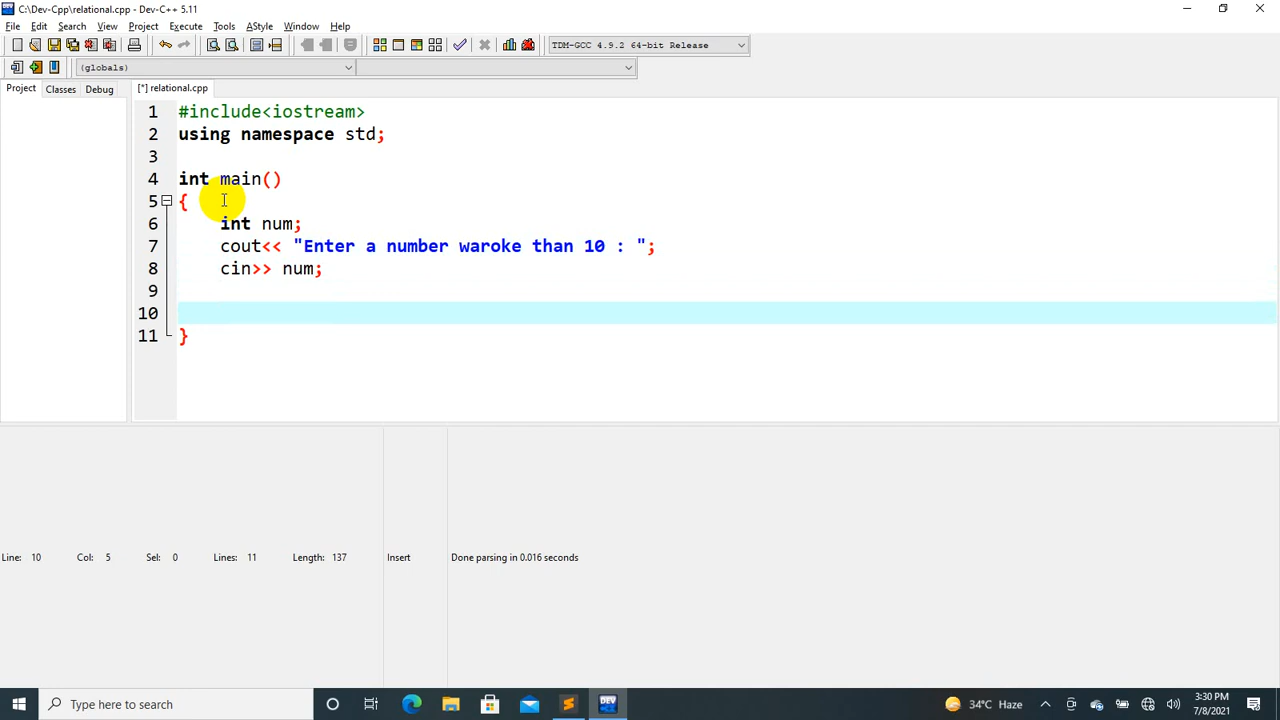 C:\Dev-Cpp\relational.cpp - Dev-C++ 5.11
File Edit Search View Project Execute Tools AStyle Window Help
TDM-GCC 4.9.2 64-bit Release
(globals)
Project Classes Debug [*] relational.cpp
1 #include<iostream>
2 using namespace std;
3
4 int main()
5 {
6 int num;
7 cout<< "Enter a number waroke than 10 : ";
8 cin>> num;
9
10
11 }
Line: 10 Col: 5 Sel: 0 Lines: 11 Length: 137 Insert Done parsing in 0.016 seconds
Type here to search
DEV
34°C Haze
3:30 PM
7/8/2021